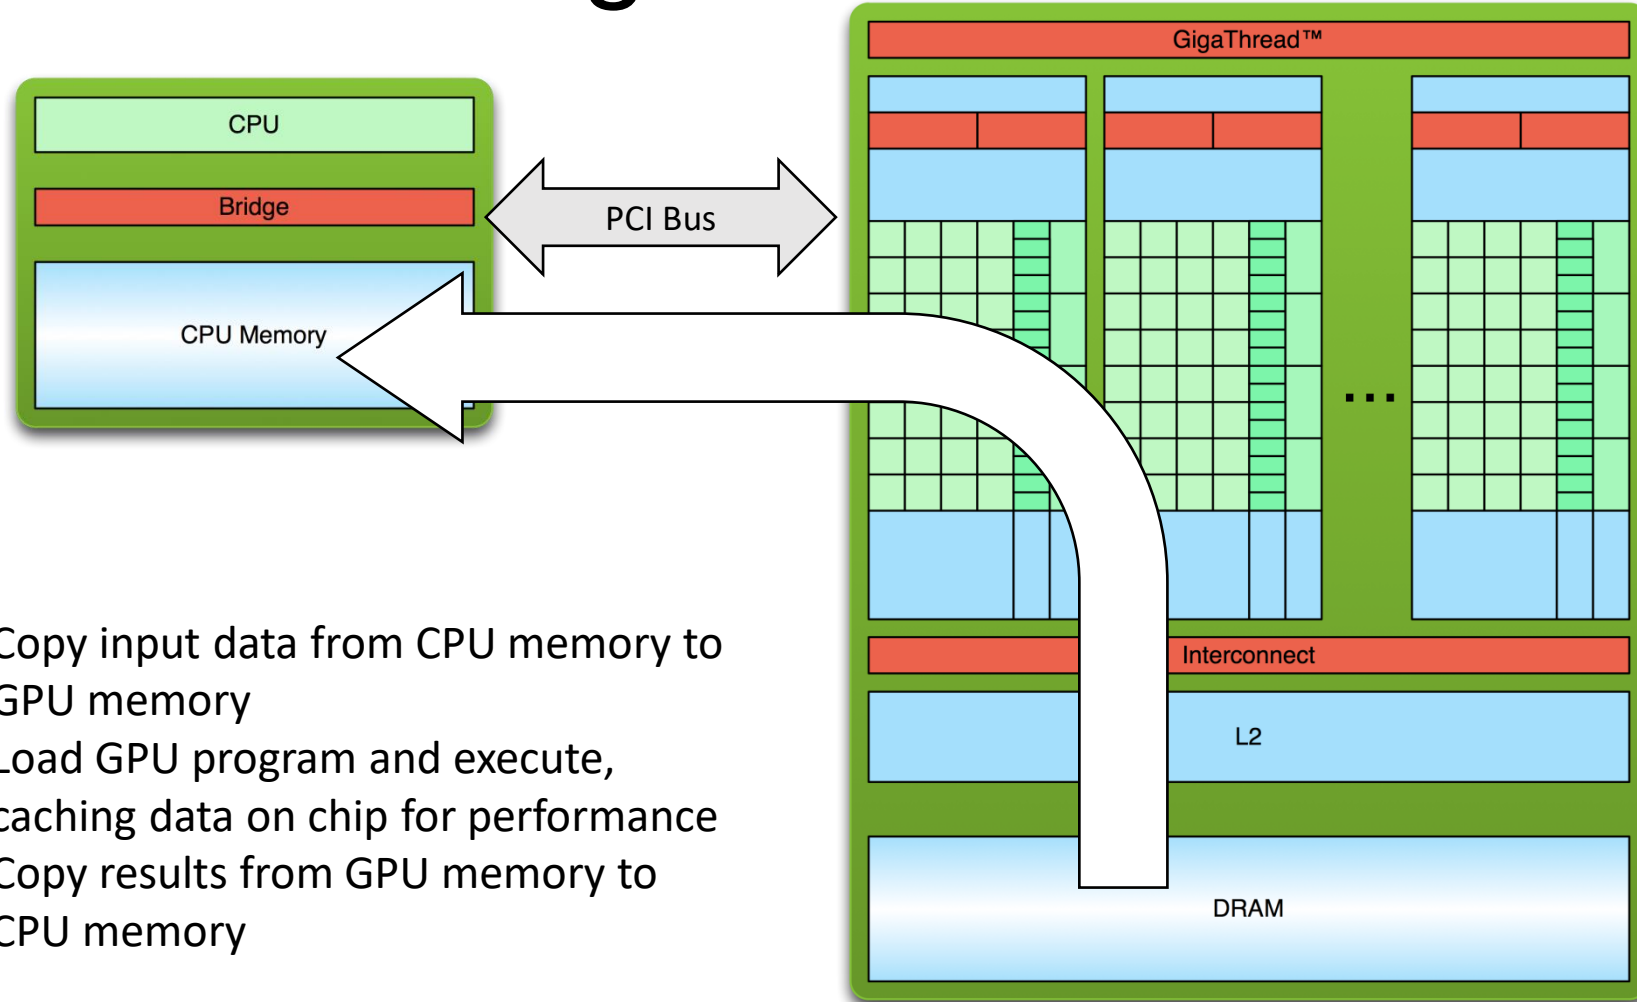 GigaThread™
CPU
Bridge
PCI Bus
CPU Memory
...
Copy input data from CPU memory to
GPU memory
Load GPU program and execute,
caching data on chip for performance
Copy results from GPU memory to
CPU memory
Interconnect
L2
DRAM